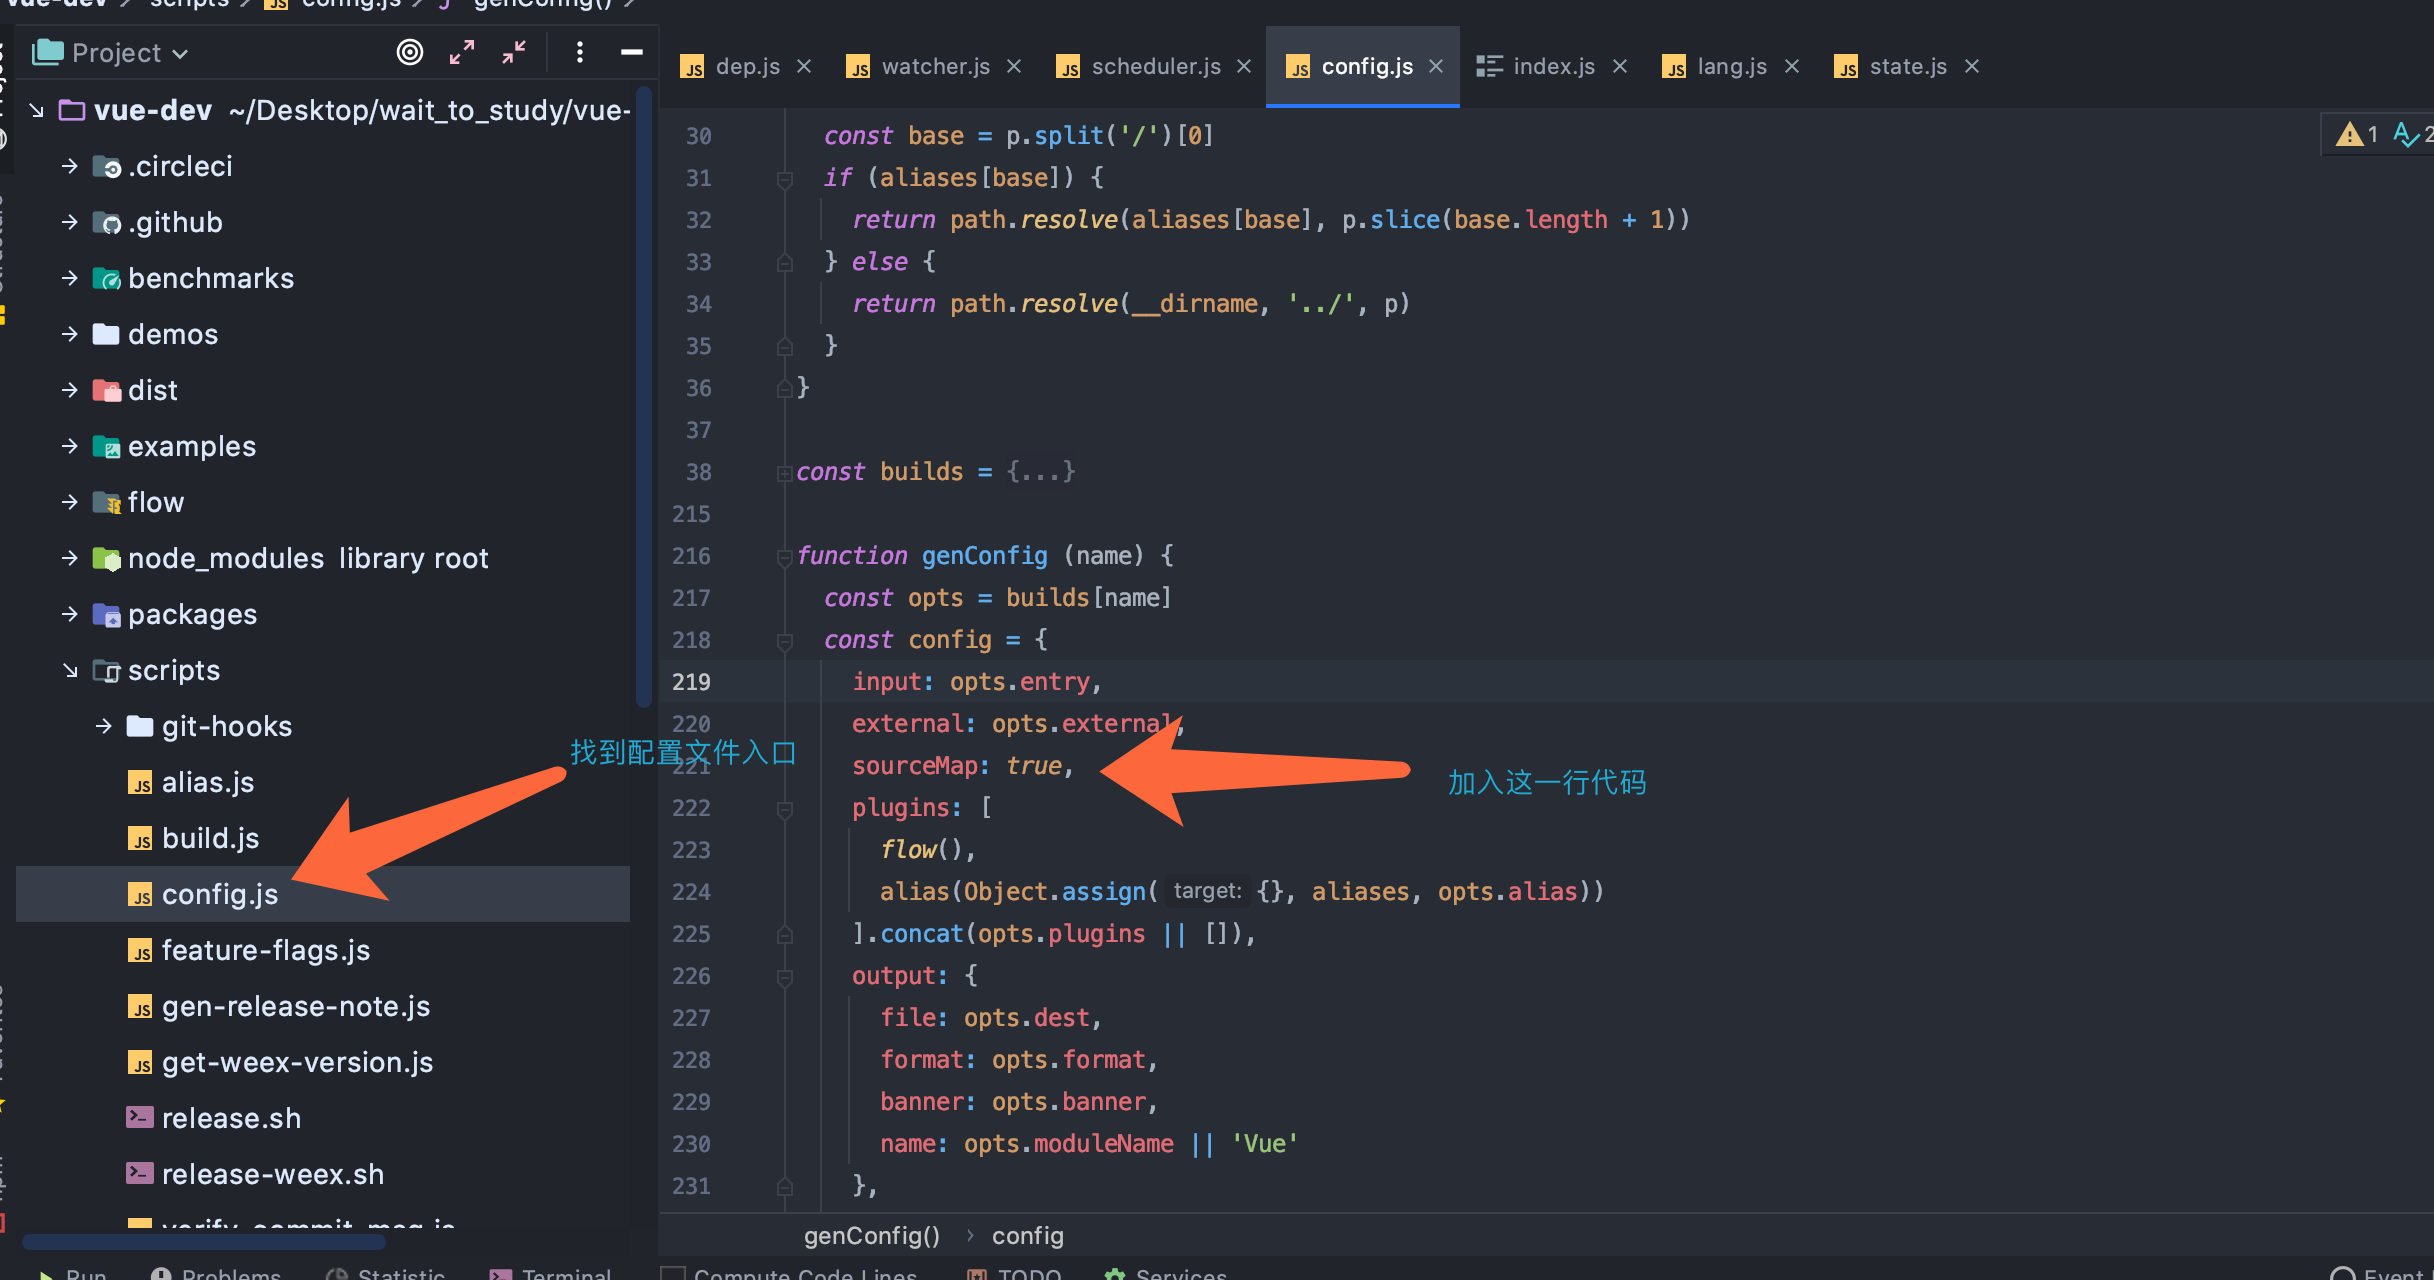 vue-dev scripts config.js genConfig()
Project
vue-dev ~/Desktop/wait_to_study/vue-
.circleci
.github
benchmarks
demos
dist
examples
flow
node_modules library root
packages
scripts
git-hooks
alias.js
build.js
config.js
feature-flags.js
gen-release-note.js
get-weex-version.js
release.sh
release-weex.sh
找到配置文件入口
dep.js
watcher.js
scheduler.js
config.js
index.js
lang.js
state.js
1
30 const base = p.split('/')[0]
31 if (aliases[base]) {
32 return path.resolve(aliases[base], p.slice(base.length + 1))
33 } else {
34 return path.resolve(__dirname, '../', p)
35 }
36 }
37
38 const builds = {...}
215
216 function genConfig (name) {
217 const opts = builds[name]
218 const config = {
219 input: opts.entry,
220 external: opts.external,
221 sourceMap: true,
加入这一行代码
222 plugins: [
223 flow(),
224 alias(Object.assign( target: {}, aliases, opts.alias))
225 ].concat(opts.plugins || []),
226 output: {
227 file: opts.dest,
228 format: opts.format,
229 banner: opts.banner,
230 name: opts.moduleName || 'Vue'
231 },
genConfig() › config
Run
Problems
Statistic
Terminal
Compute Code Lines
TODO
Services
Event